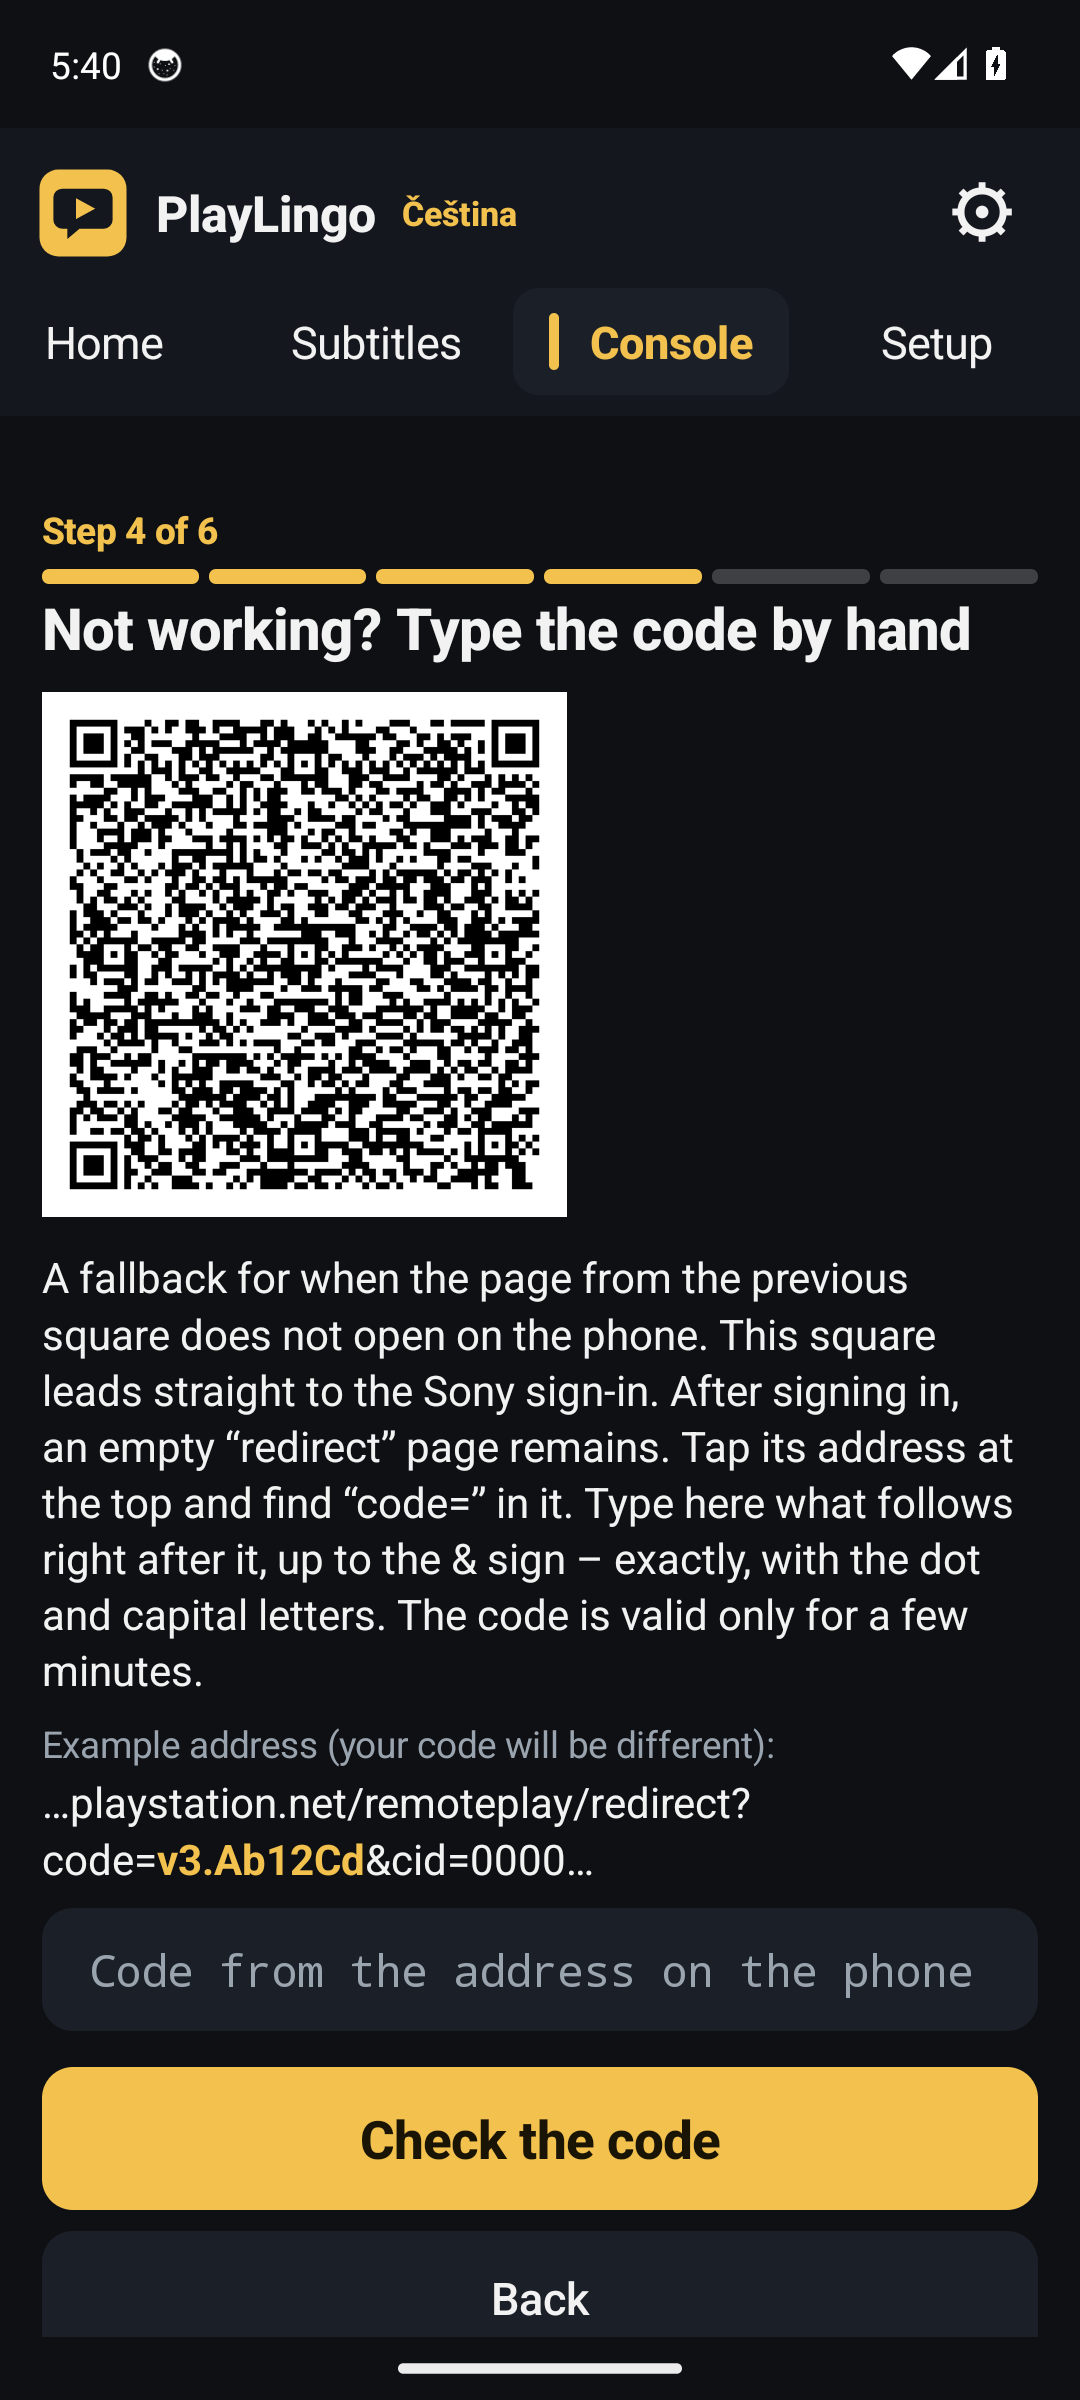 5:40
PlayLingo Čeština
Home Subtitles Console Setup
Step 4 of 6
Not working? Type the code by hand
A fallback for when the page from the previous
square does not open on the phone. This square
leads straight to the Sony sign-in. After signing in,
an empty “redirect” page remains. Tap its address at
the top and find “code=” in it. Type here what follows
right after it, up to the & sign – exactly, with the dot
and capital letters. The code is valid only for a few
minutes.
Example address (your code will be different):
…playstation.net/remoteplay/redirect?
code=v3.Ab12Cd&cid=0000…
Code from the address on the phone
Check the code
Back